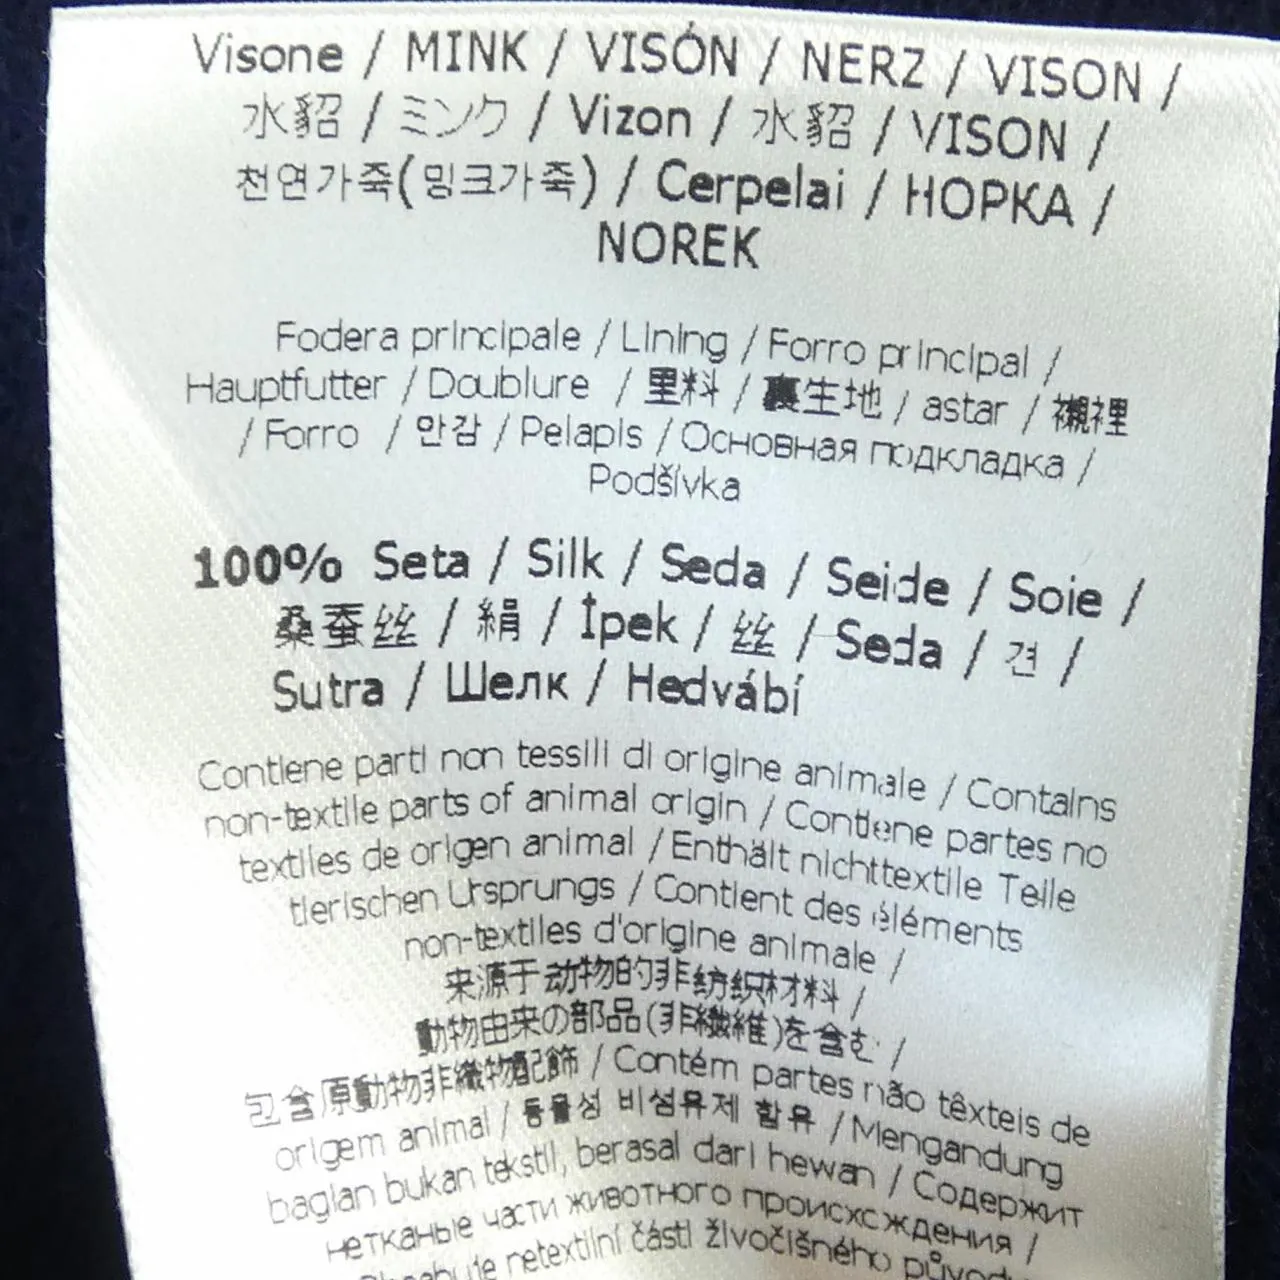 Visone / MINK / VISÓN / NERZ / VISON /
水貂 / ミンク / Vizon / 水貂 / VISON /
천연가죽(밍크가죽) / Cerpelai / НОРКА /
NOREK
Fodera principale / Lining / Forro principal /
Hauptfutter / Doublure / 里料 / 裏生地 / astar / 襯裡
/ Forro / 안감 / Pelapis / Основная подкладка /
Podšívka
100% Seta / Silk / Seda / Seide / Soie /
桑蚕丝 / 絹 / İpek / 丝 / Seda / 견 /
Sutra / Шелк / Hedvábí
Contiene parti non tessili di origine animale / Contains
non-textile parts of animal origin / Contiene partes no
textiles de origen animal / Enthält nichttextile Teile
tierischen Ursprungs / Contient des éléments
non-textiles d'origine animale /
来源于动物的非纺织材料 /
動物由来の部品(非繊維)を含む /
包含原動物非織物配飾 / Contém partes não têxteis de
origem animal / 동물성 비섬유제 함유 / Mengandung
bagian bukan tekstil, berasal dari hewan / Содержит
нетканые части животного происхождения /
netextilní části živočišného